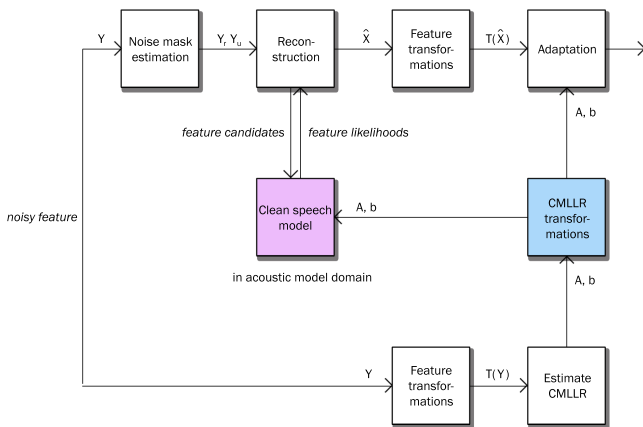 Y
Noise mask
estimation
Yᵣ Yᵤ
Recon-
struction
X̂
Feature
transfor-
mations
T(X̂)
Adaptation
A, b
feature candidates
feature likelihoods
noisy feature
Clean speech
model
A, b
CMLLR
transfor-
mations
in acoustic model domain
A, b
Y
Feature
transfor-
mations
T(Y)
Estimate
CMLLR